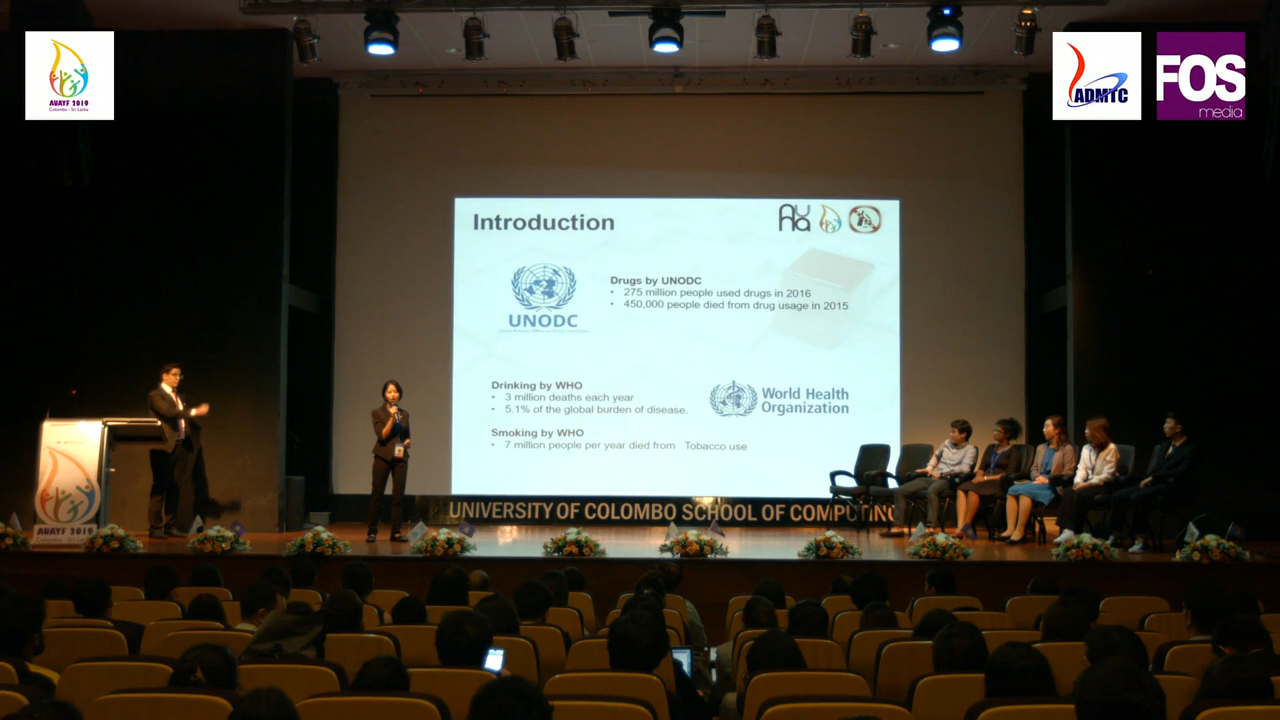 AUAYF 2019
Colombo - Sri Lanka
ADMTC
FOS
media
Introduction
AUHA
UNODC
Drugs by UNODC
• 275 million people used drugs in 2016
• 450,000 people died from drug usage in 2015
Drinking by WHO
• 3 million deaths each year
• 5.1% of the global burden of disease.
World Health
Organization
Smoking by WHO
• 7 million people per year died from Tobacco use
AUAYF 2019
UNIVERSITY OF COLOMBO SCHOOL OF COMPUTING